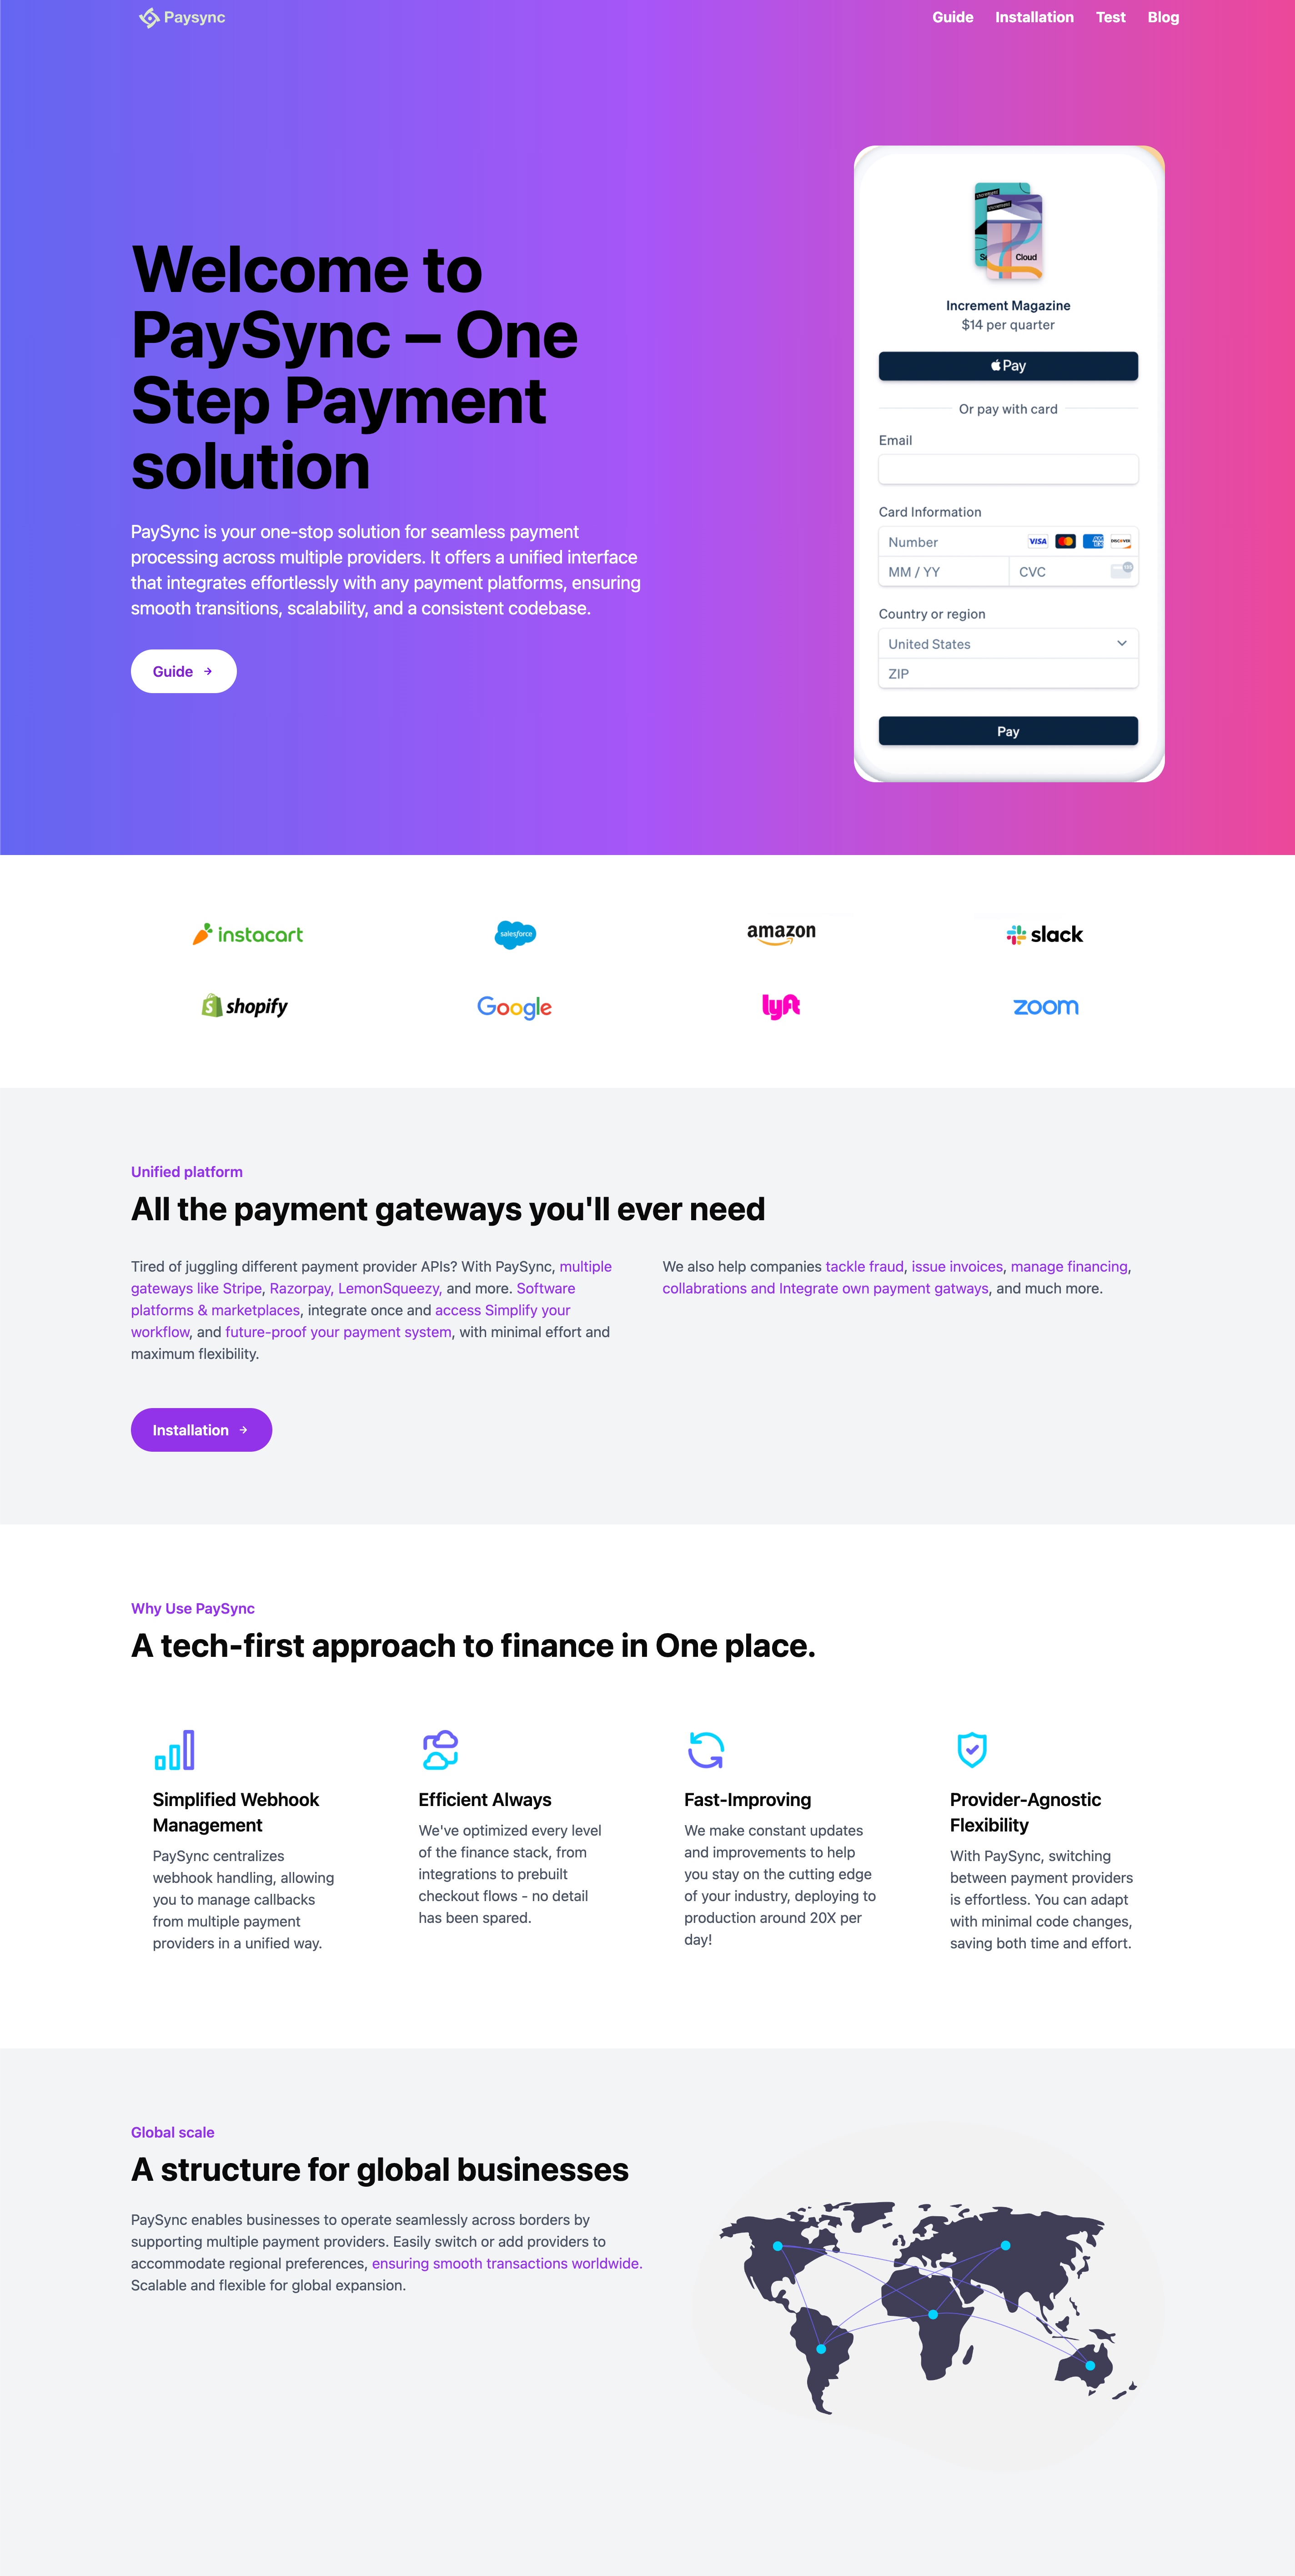 Paysync
Guide Installation Test Blog
Welcome to
PaySync – One
Step Payment
solution
PaySync is your one-stop solution for seamless payment
processing across multiple providers. It offers a unified interface
that integrates effortlessly with any payment platforms, ensuring
smooth transitions, scalability, and a consistent codebase.
Guide →
Increment
Increment
Cloud
Increment Magazine
$14 per quarter
Pay
Or pay with card
Email
Card Information
Number VISA AMEX DISCOVER
MM / YY CVC
Country or region
United States
ZIP
Pay
instacart salesforce amazon slack
shopify Google lyft zoom
Unified platform
All the payment gateways you'll ever need
Tired of juggling different payment provider APIs? With PaySync, multiple
gateways like Stripe, Razorpay, LemonSqueezy, and more. Software
platforms & marketplaces, integrate once and access Simplify your
workflow, and future-proof your payment system, with minimal effort and
maximum flexibility.
We also help companies tackle fraud, issue invoices, manage financing,
collabrations and Integrate own payment gatways, and much more.
Installation →
Why Use PaySync
A tech-first approach to finance in One place.
Simplified Webhook
Management
PaySync centralizes
webhook handling, allowing
you to manage callbacks
from multiple payment
providers in a unified way.
Efficient Always
We've optimized every level
of the finance stack, from
integrations to prebuilt
checkout flows - no detail
has been spared.
Fast-Improving
We make constant updates
and improvements to help
you stay on the cutting edge
of your industry, deploying to
production around 20X per
day!
Provider-Agnostic
Flexibility
With PaySync, switching
between payment providers
is effortless. You can adapt
with minimal code changes,
saving both time and effort.
Global scale
A structure for global businesses
PaySync enables businesses to operate seamlessly across borders by
supporting multiple payment providers. Easily switch or add providers to
accommodate regional preferences, ensuring smooth transactions worldwide.
Scalable and flexible for global expansion.